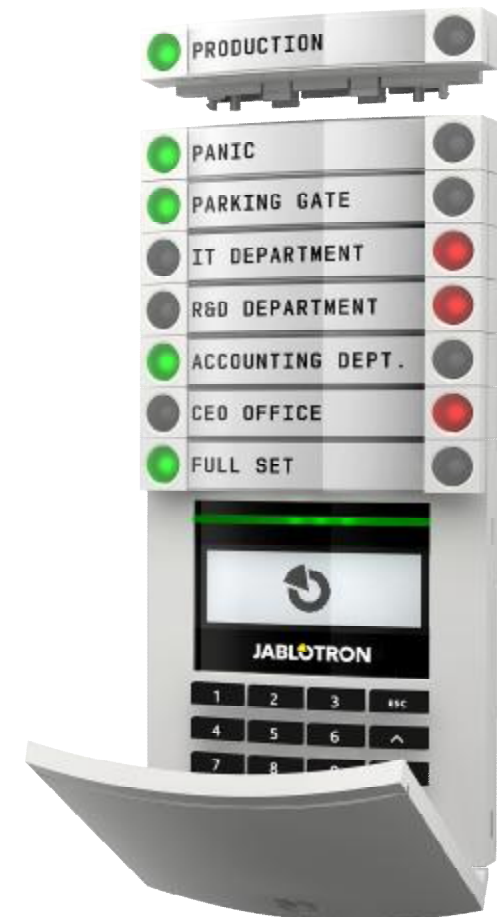 PRODUCTION
PANIC
PARKING GATE
IT DEPARTMENT
R&D DEPARTMENT
ACCOUNTING DEPT.
CEO OFFICE
FULL SET
JABLOTRON
1 2 3 ESC
4 5 6 ^
7 8 9